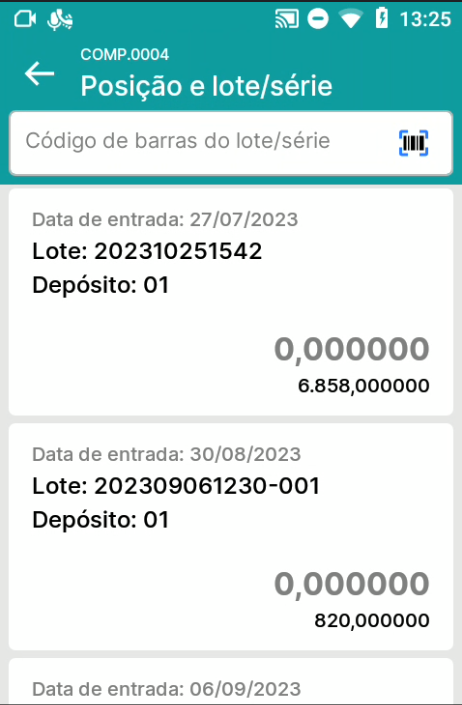 13:25
COMP.0004
Posição e lote/série
Código de barras do lote/série
Data de entrada: 27/07/2023
Lote: 202310251542
Depósito: 01
0,000000
6.858,000000
Data de entrada: 30/08/2023
Lote: 202309061230-001
Depósito: 01
0,000000
820,000000
Data de entrada: 06/09/2023